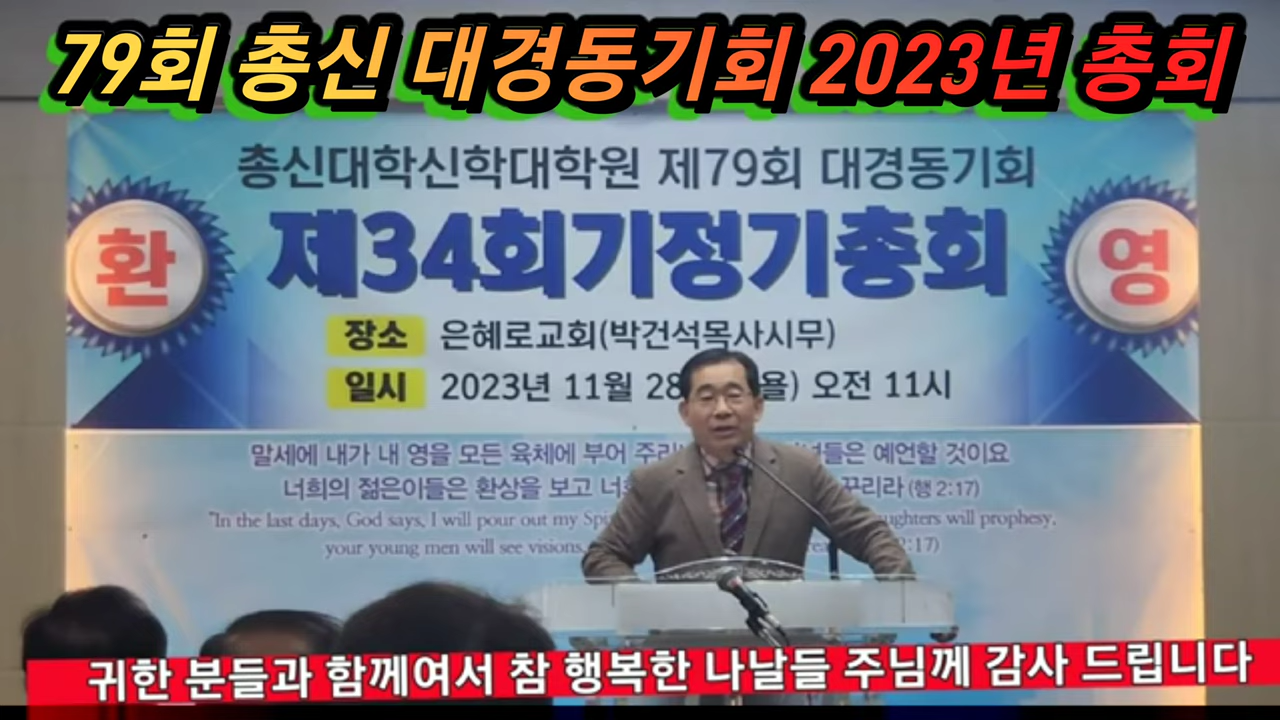 79회 총신 대경동기회 2023년 총회
총신대학신학대학원 제79회 대경동기회
환 제34회기정기총회 영
장소 은혜로교회(박건석목사시무)
일시 2023년 11월 28 오전 11시
말세에 내가 내 영을 모든 육체에 부어 예언할 것이요
너희의 젊은이들은 환상을 보고 꾸리라 (행 2:17)
"In the last days, God says, I will pour out my will prophesy,
your young men will see visions, 2:17)
귀한 분들과 함께여서 참 행복한 나날들 주님께 감사 드립니다